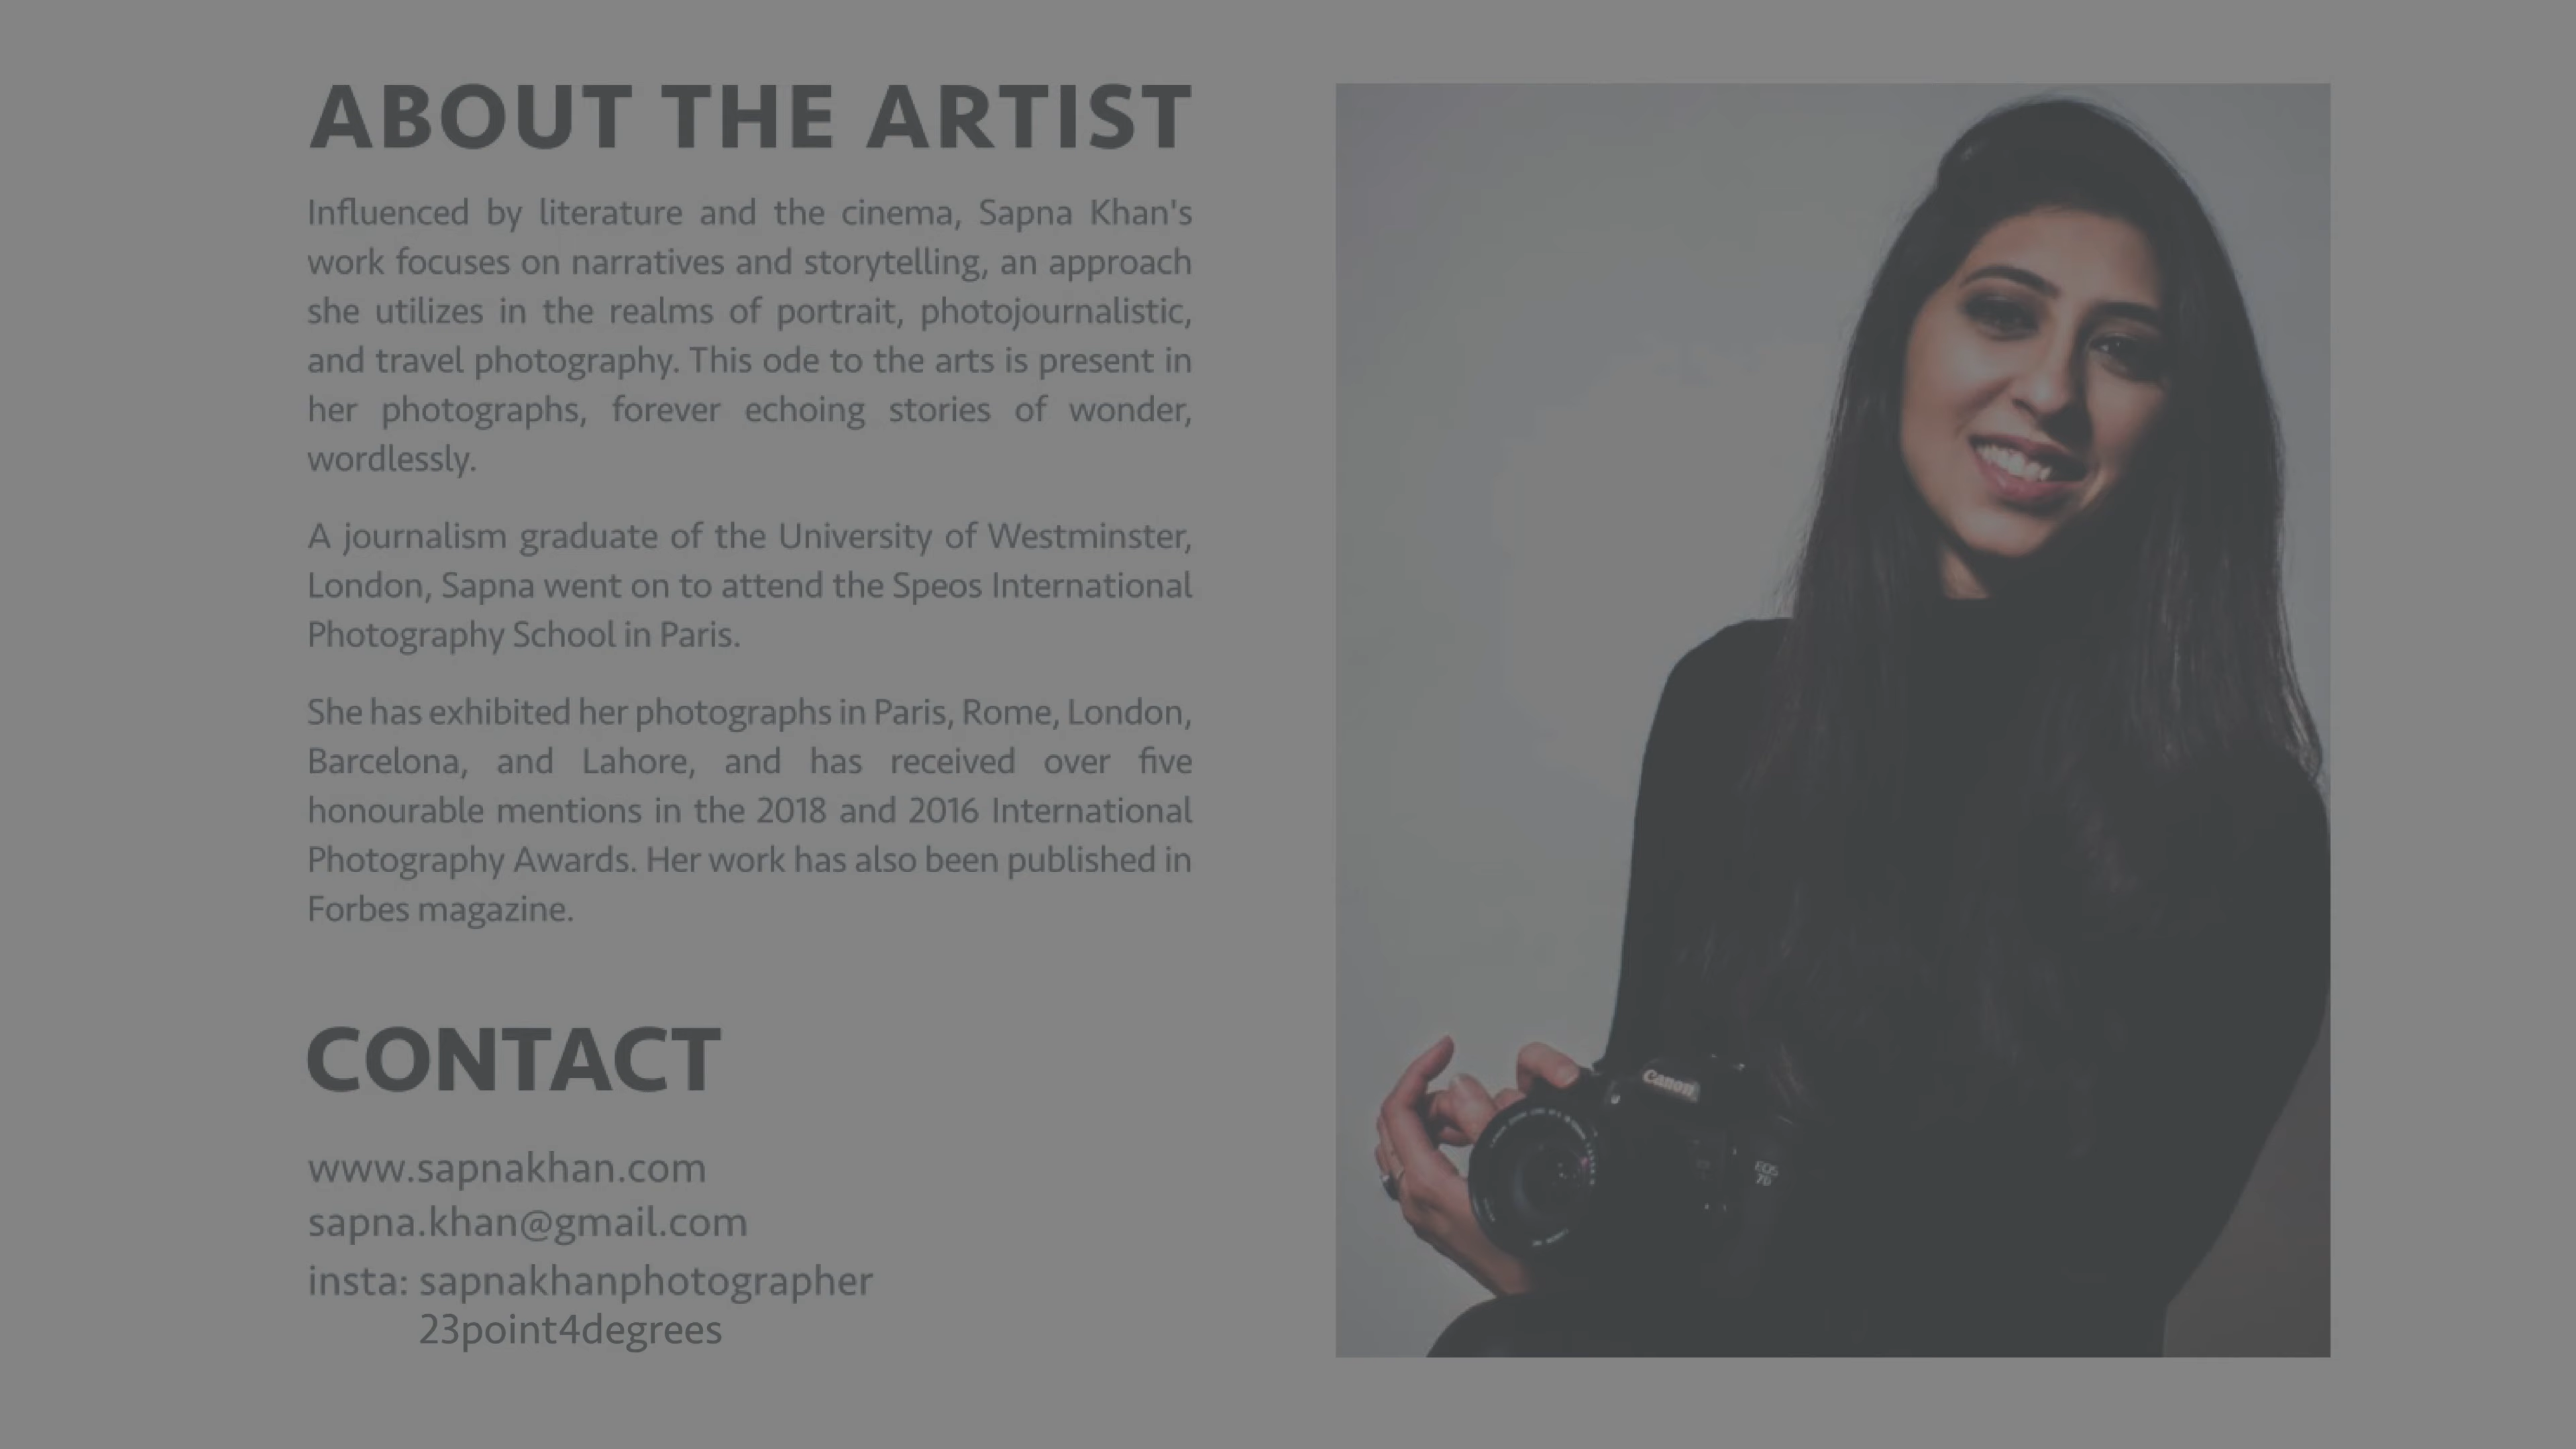 ABOUT THE ARTIST
Influenced by literature and the cinema, Sapna Khan's
work focuses on narratives and storytelling, an approach
she utilizes in the realms of portrait, photojournalistic,
and travel photography. This ode to the arts is present in
her photographs, forever echoing stories of wonder,
wordlessly.
A journalism graduate of the University of Westminster,
London, Sapna went on to attend the Speos International
Photography School in Paris.
She has exhibited her photographs in Paris, Rome, London,
Barcelona, and Lahore, and has received over five
honourable mentions in the 2018 and 2016 International
Photography Awards. Her work has also been published in
Forbes magazine.
CONTACT
www.sapnakhan.com
sapna.khan@gmail.com
insta: sapnakhanphotographer
23point4degrees
Canon
EOS
7D